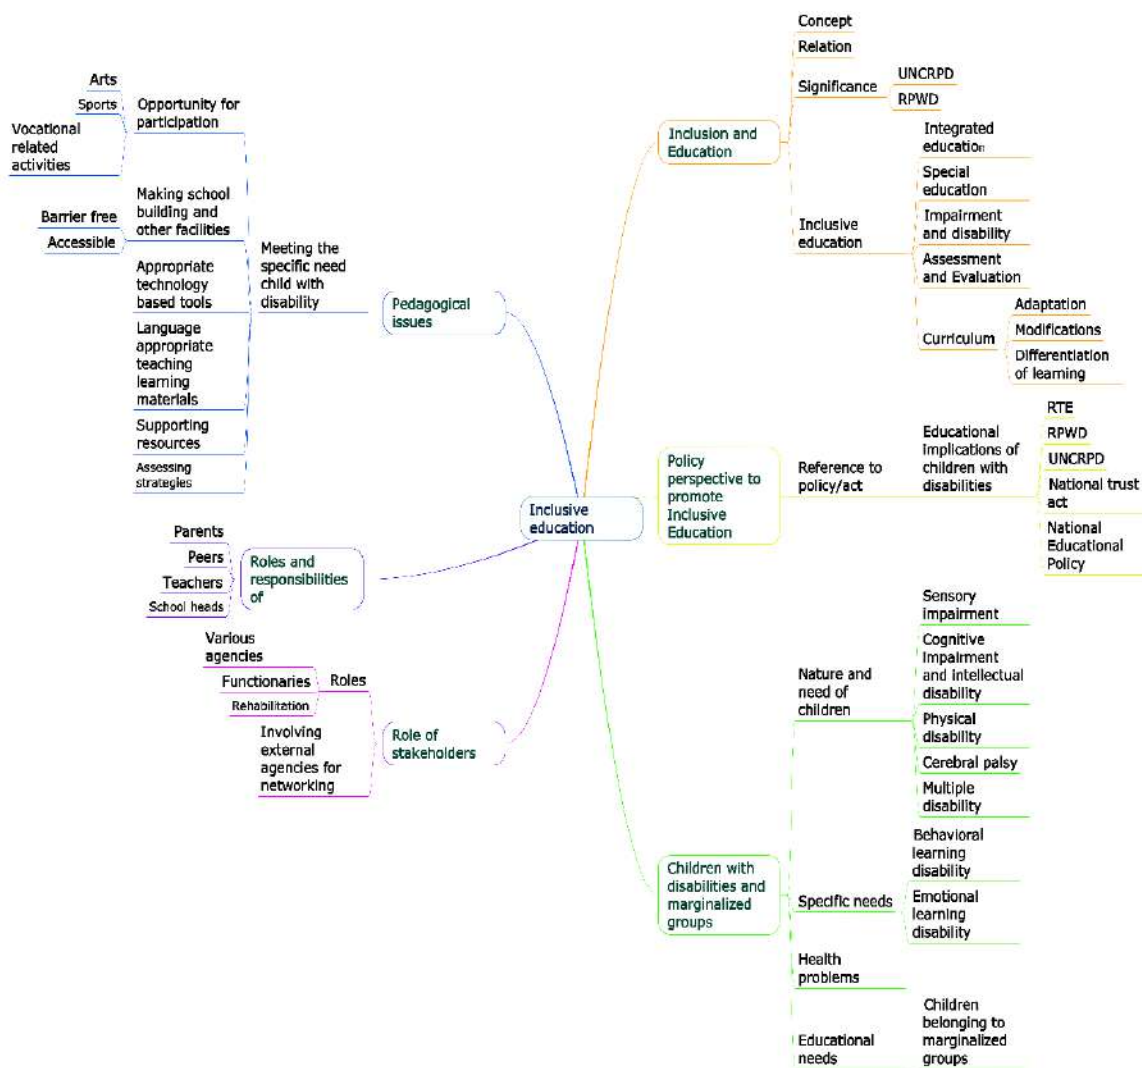 Inclusive
education
Inclusion and
Education
Concept
Relation
Significance
UNCRPD
RPWD
Inclusive
education
Integrated
education
Special
education
Impairment
and disability
Assessment
and Evaluation
Curriculum
Adaptation
Modifications
Differentiation
of learning
Policy
perspective to
promote
Inclusive
Education
Reference to
policy/act
Educational
implications of
children with
disabilities
RTE
RPWD
UNCRPD
National trust
act
National
Educational
Policy
Children with
disabilities and
marginalized
groups
Nature and
need of
children
Sensory
impairment
Cognitive
Impairment
and intellectual
disability
Physical
disability
Cerebral palsy
Multiple
disability
Specific needs
Behavioral
learning
disability
Emotional
learning
disability
Health
problems
Educational
needs
Children
belonging to
marginalized
groups
Pedagogical
issues
Meeting the
specific need
child with
disability
Opportunity for
participation
Arts
Sports
Vocational
related
activities
Making school
building and
other facilities
Barrier free
Accessible
Appropriate
technology
based tools
Language
appropriate
teaching
learning
materials
Supporting
resources
Assessing
strategies
Roles and
responsibilities
of
Parents
Peers
Teachers
School heads
Role of
stakeholders
Roles
Various
agencies
Functionaries
Rehabilitation
Involving
external
agencies for
networking